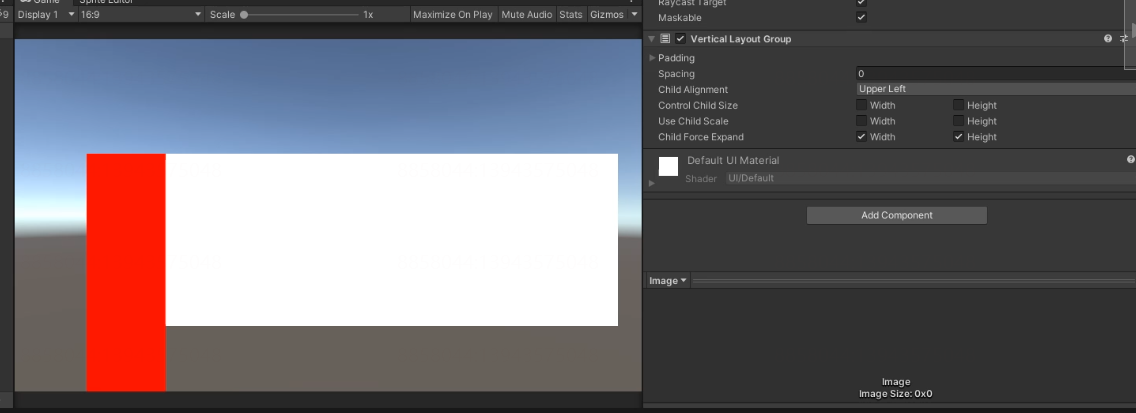 Game Sprite Editor
Display 1 16:9 Scale 1x Maximize On Play Mute Audio Stats Gizmos
Raycast Target
Maskable
Vertical Layout Group
Padding
Spacing 0
Child Alignment Upper Left
Control Child Size Width Height
Use Child Scale Width Height
Child Force Expand Width Height
Default UI Material
Shader UI/Default
Add Component
Image
Image
Image Size: 0x0